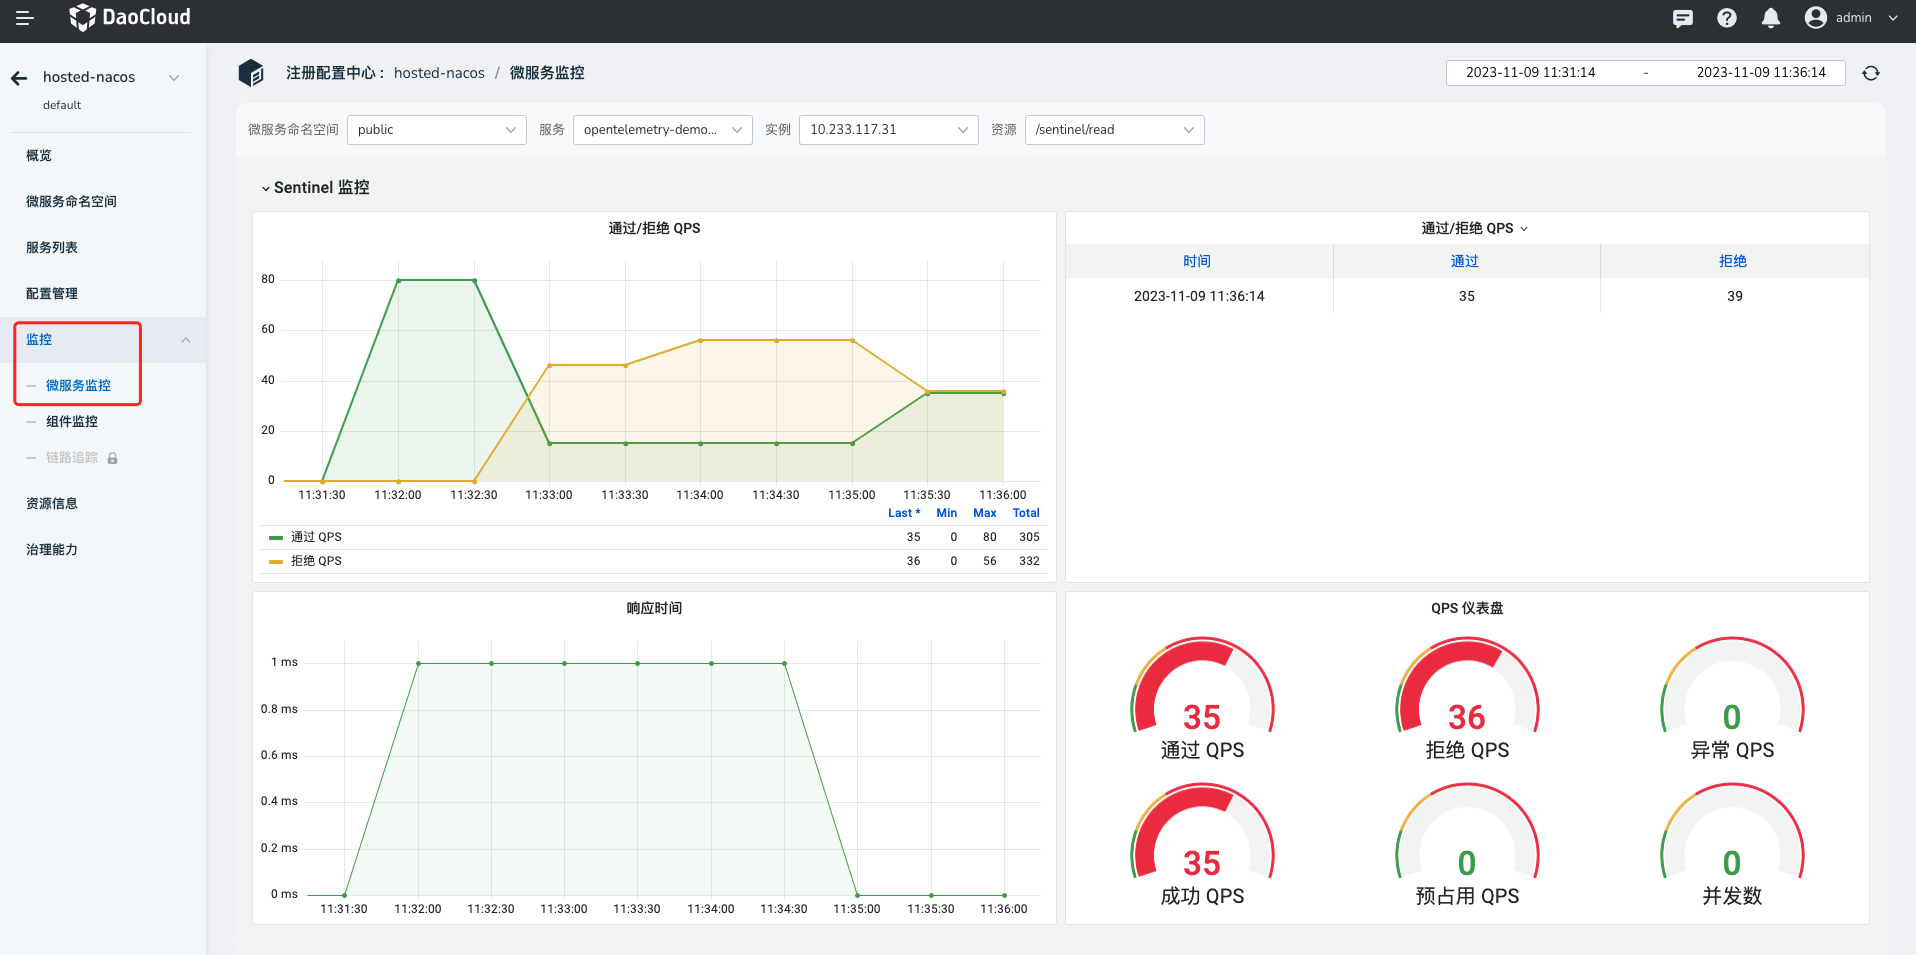 DaoCloud
admin
hosted-nacos
default
概览
微服务命名空间
服务列表
配置管理
监控
微服务监控
组件监控
链路追踪
资源信息
治理能力
注册配置中心： hosted-nacos / 微服务监控
2023-11-09 11:31:14 - 2023-11-09 11:36:14
微服务命名空间 public 服务 opentelemetry-demo... 实例 10.233.117.31 资源 /sentinel/read
Sentinel 监控
通过/拒绝 QPS
80
60
40
20
0
11:31:30 11:32:00 11:32:30 11:33:00 11:33:30 11:34:00 11:34:30 11:35:00 11:35:30 11:36:00
Last * Min Max Total
通过 QPS 35 0 80 305
拒绝 QPS 36 0 56 332
通过/拒绝 QPS
时间 通过 拒绝
2023-11-09 11:36:14 35 39
响应时间
1 ms
0.8 ms
0.6 ms
0.4 ms
0.2 ms
0 ms
11:31:30 11:32:00 11:32:30 11:33:00 11:33:30 11:34:00 11:34:30 11:35:00 11:35:30 11:36:00
QPS 仪表盘
35 36 0
通过 QPS 拒绝 QPS 异常 QPS
35 0 0
成功 QPS 预占用 QPS 并发数